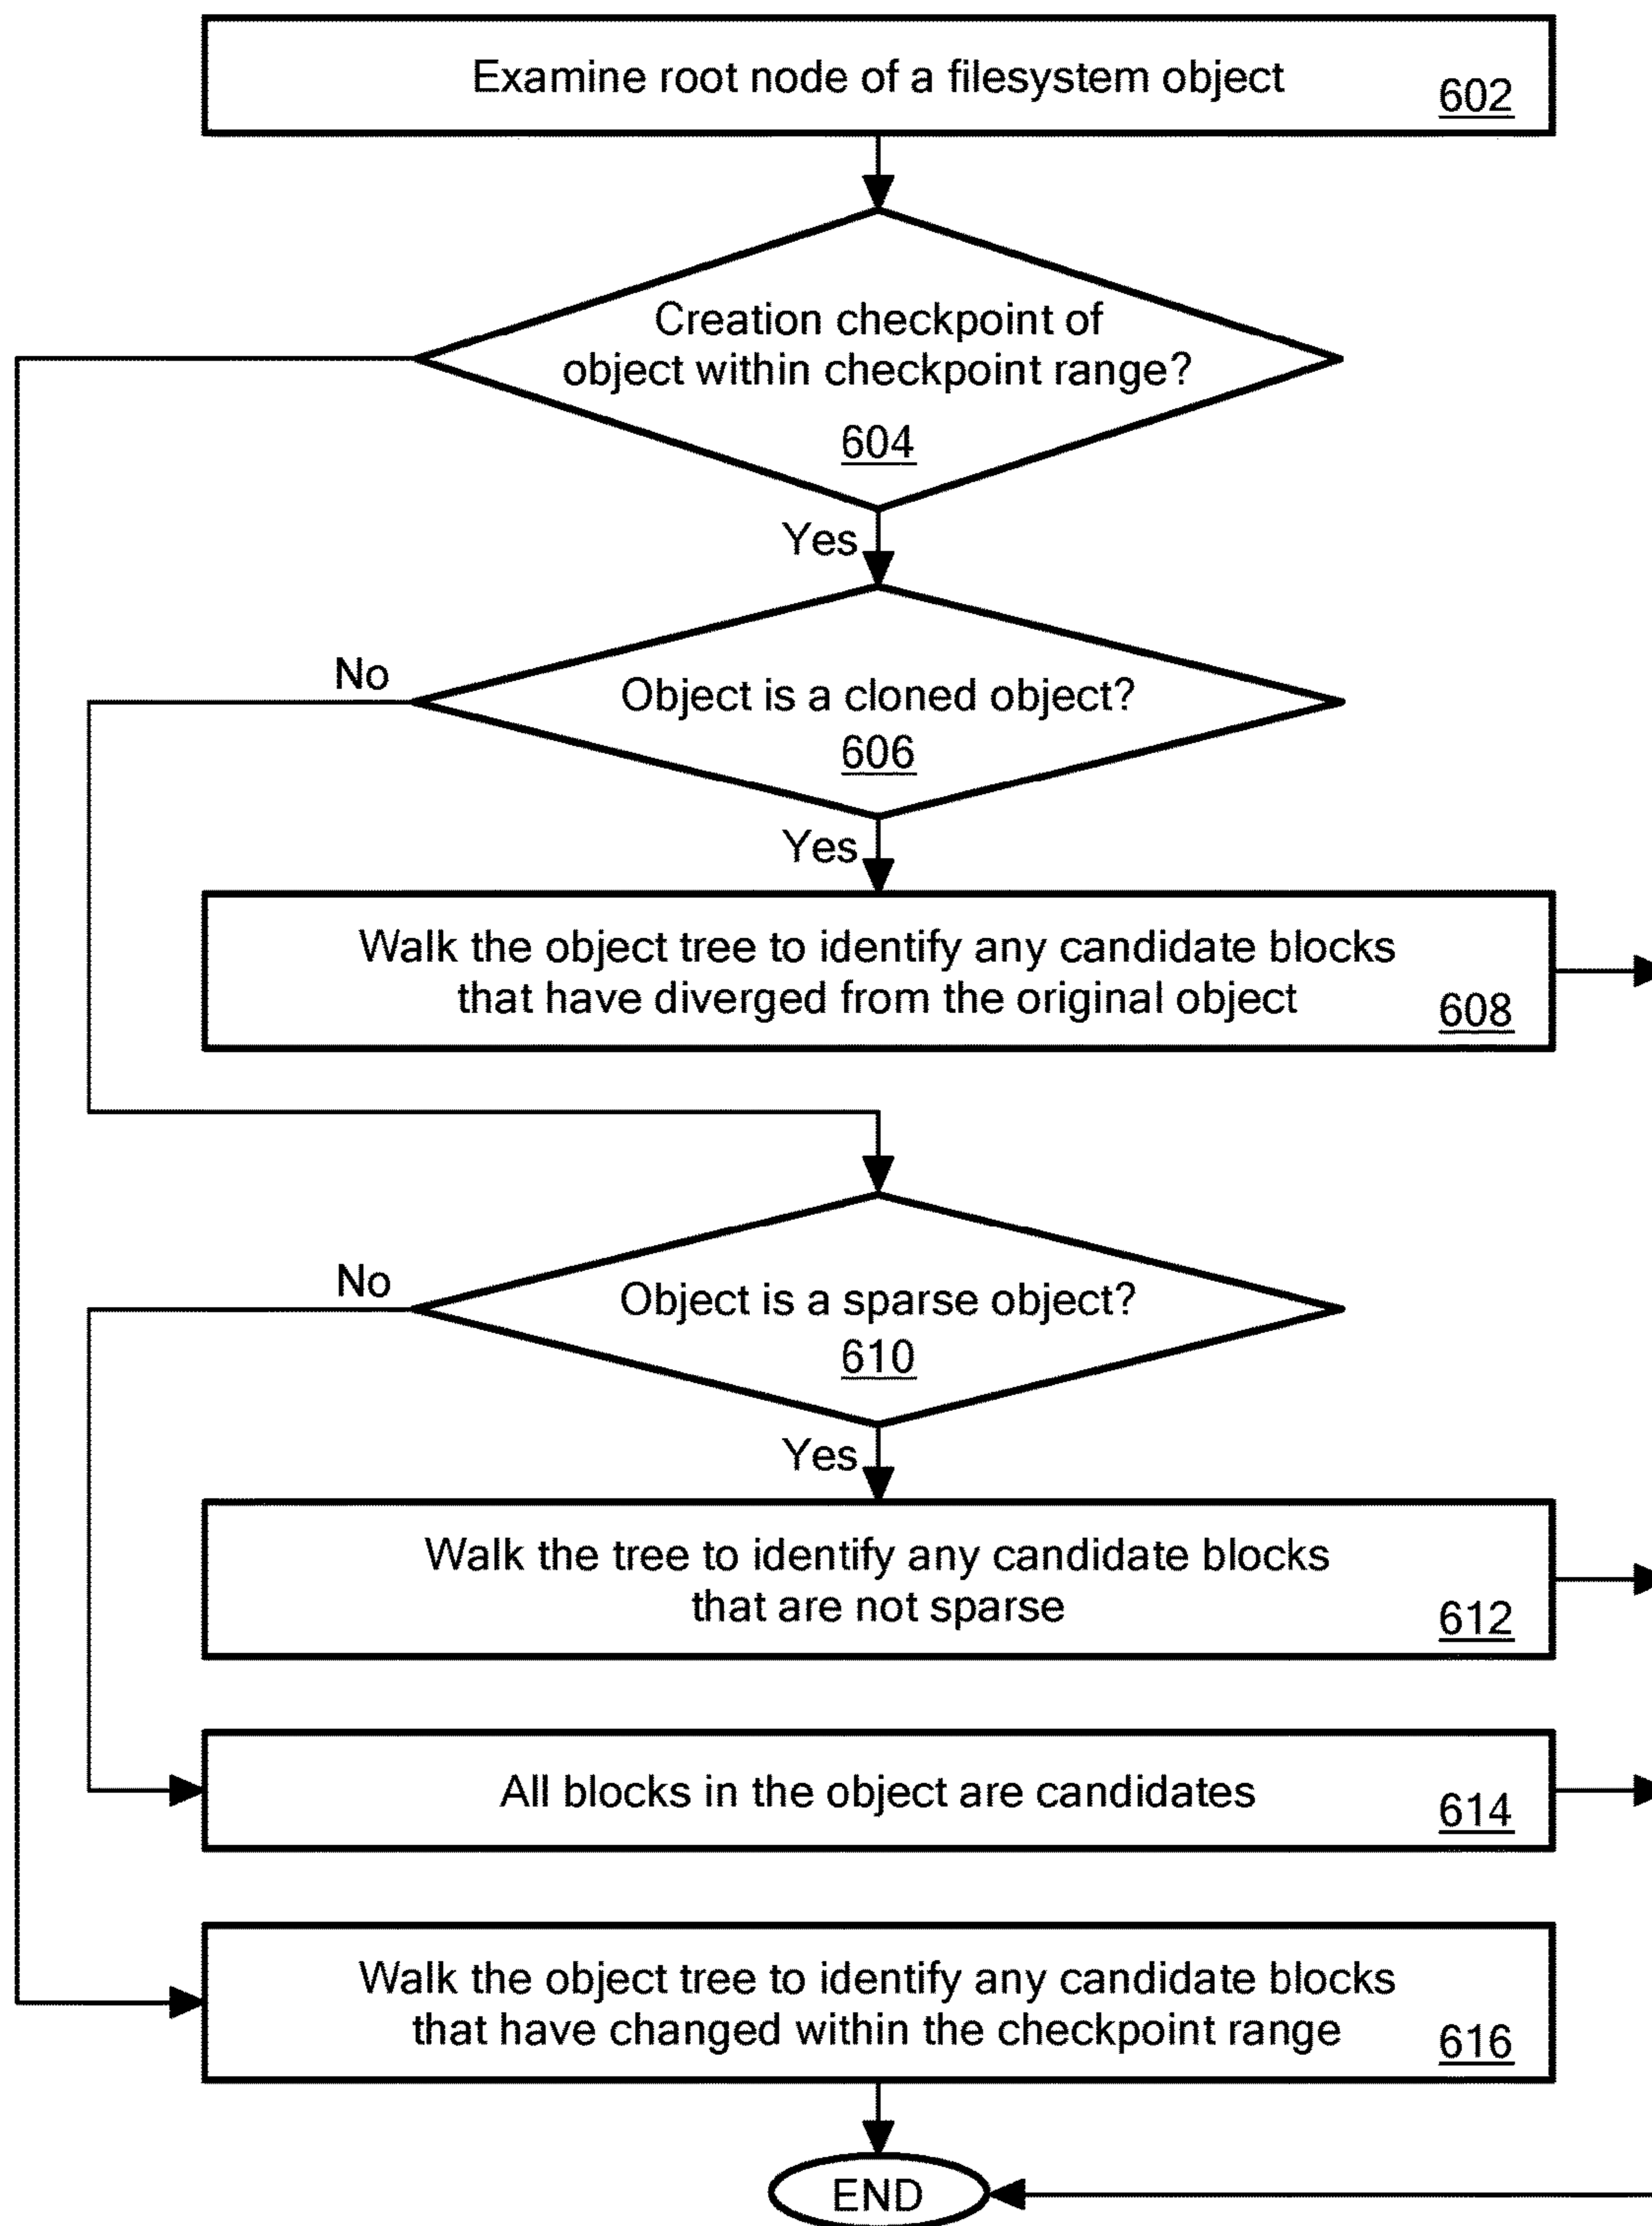 Examine root node of a filesystem object
602
Creation checkpoint of
object within checkpoint range?
604
Yes
No
Object is a cloned object?
606
Yes
Walk the object tree to identify any candidate blocks
that have diverged from the original object
608
No
Object is a sparse object?
610
Yes
Walk the tree to identify any candidate blocks
that are not sparse
612
All blocks in the object are candidates
614
Walk the object tree to identify any candidate blocks
that have changed within the checkpoint range
616
END